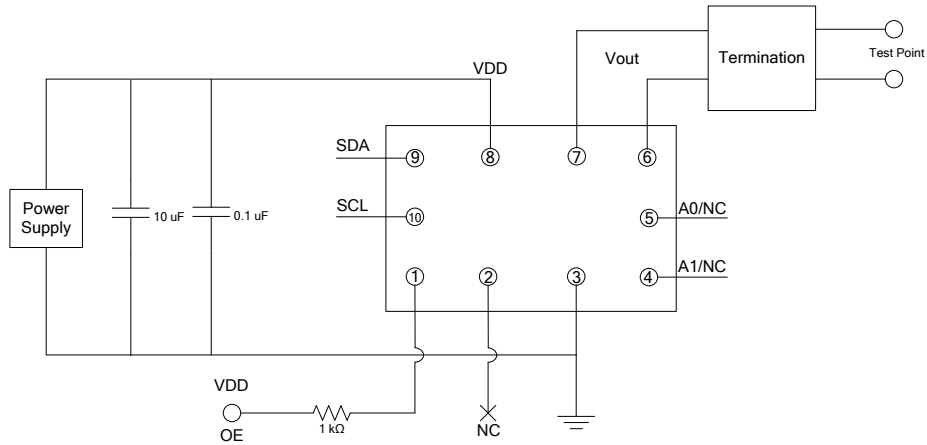 Vout
Termination
Test Point
VDD
SDA
9
8
7
6
Power
Supply
10 uF
0.1 uF
SCL
10
5
A0/NC
1
2
3
4
A1/NC
VDD
OE
1 kΩ
NC